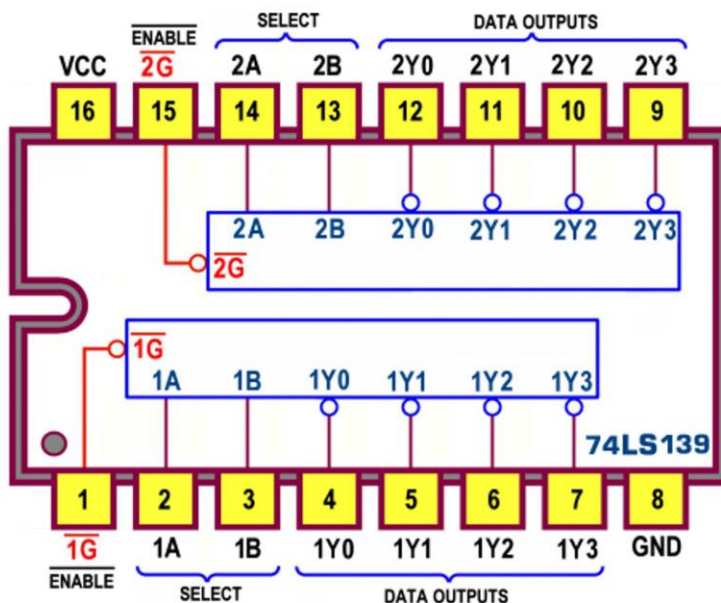 SELECT DATA OUTPUTS
ENABLE
VCC 2G 2A 2B 2Y0 2Y1 2Y2 2Y3
16 15 14 13 12 11 10 9
2A 2B 2Y0 2Y1 2Y2 2Y3
2G
1G
1A 1B 1Y0 1Y1 1Y2 1Y3
74LS139
1 2 3 4 5 6 7 8
1G 1A 1B 1Y0 1Y1 1Y2 1Y3 GND
ENABLE
SELECT DATA OUTPUTS